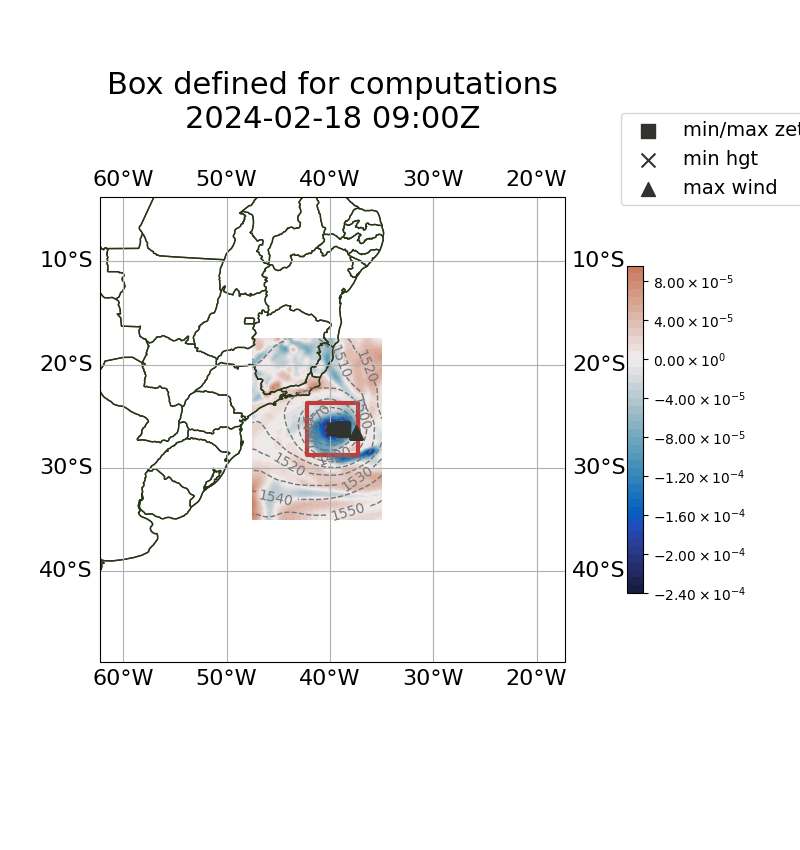 Box defined for computations
2024-02-18 09:00Z
min/max zet
min hgt
max wind
60°W 50°W 40°W 30°W 20°W
10°S 10°S
20°S 20°S
30°S 30°S
40°S 40°S
60°W 50°W 40°W 30°W 20°W
8.00 × 10⁻⁵
4.00 × 10⁻⁵
0.00 × 10⁰
−4.00 × 10⁻⁵
−8.00 × 10⁻⁵
−1.20 × 10⁻⁴
−1.60 × 10⁻⁴
−2.00 × 10⁻⁴
−2.40 × 10⁻⁴
1510
1520
1500
1520
1530
1540
1550